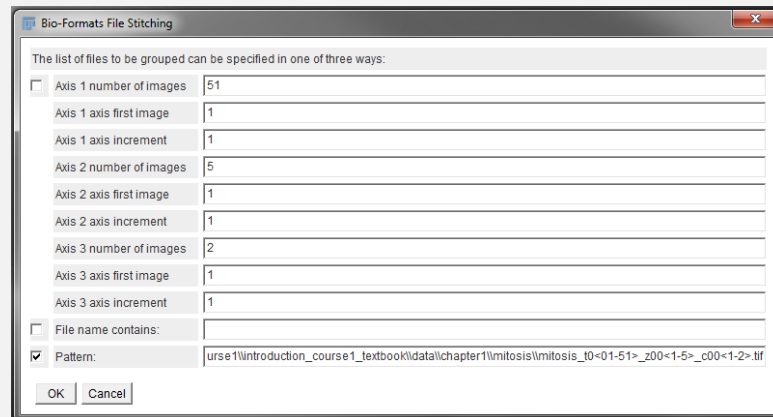 Bio-Formats File Stitching
The list of files to be grouped can be specified in one of three ways:
Axis 1 number of images 51
Axis 1 axis first image 1
Axis 1 axis increment 1
Axis 2 number of images 5
Axis 2 axis first image 1
Axis 2 axis increment 1
Axis 3 number of images 2
Axis 3 axis first image 1
Axis 3 axis increment 1
File name contains:
Pattern: urse1\\introduction_course1_textbook\\data\\chapter1\\mitosis\\mitosis_t0<01-51>_z00<1-5>_c00<1-2>.tif
OK Cancel